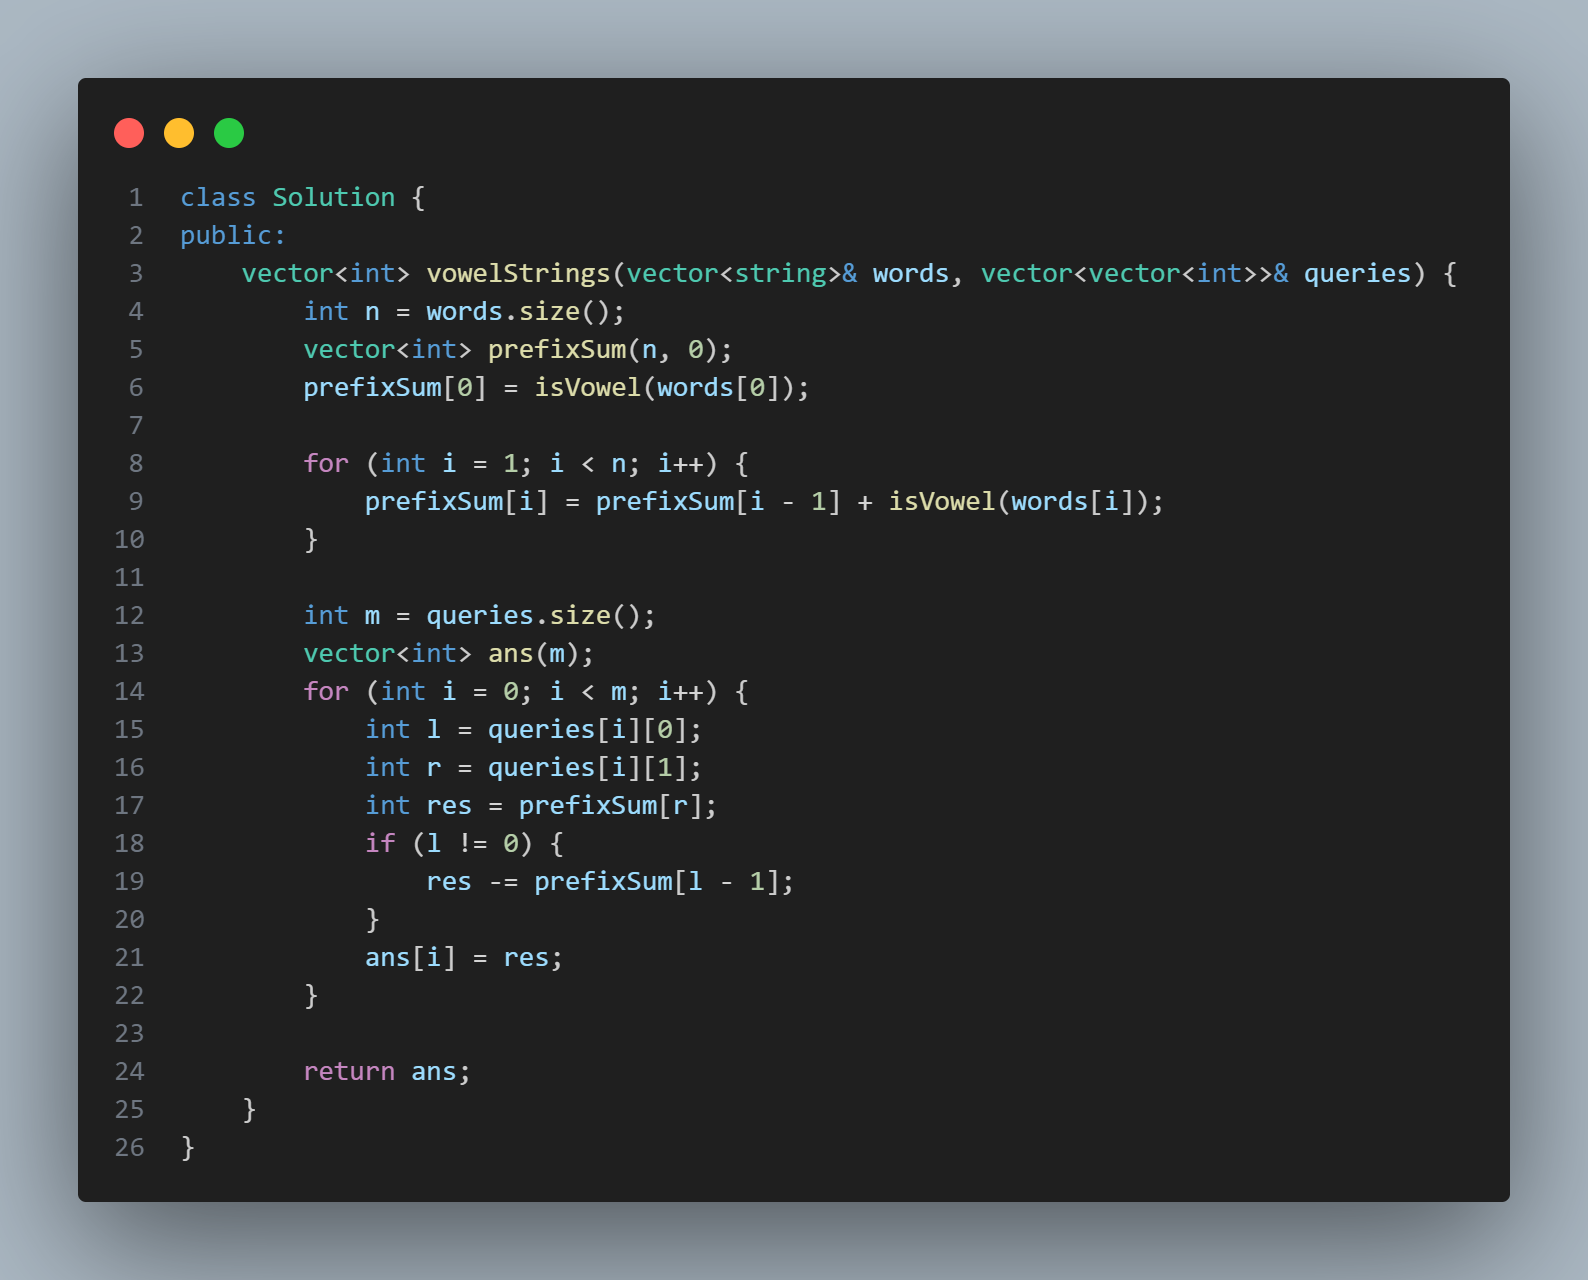 1 class Solution {
2 public:
3     vector<int> vowelStrings(vector<string>& words, vector<vector<int>>& queries) {
4         int n = words.size();
5         vector<int> prefixSum(n, 0);
6         prefixSum[0] = isVowel(words[0]);
7
8         for (int i = 1; i < n; i++) {
9             prefixSum[i] = prefixSum[i - 1] + isVowel(words[i]);
10         }
11
12         int m = queries.size();
13         vector<int> ans(m);
14         for (int i = 0; i < m; i++) {
15             int l = queries[i][0];
16             int r = queries[i][1];
17             int res = prefixSum[r];
18             if (l != 0) {
19                 res -= prefixSum[l - 1];
20             }
21             ans[i] = res;
22         }
23
24         return ans;
25     }
26 }